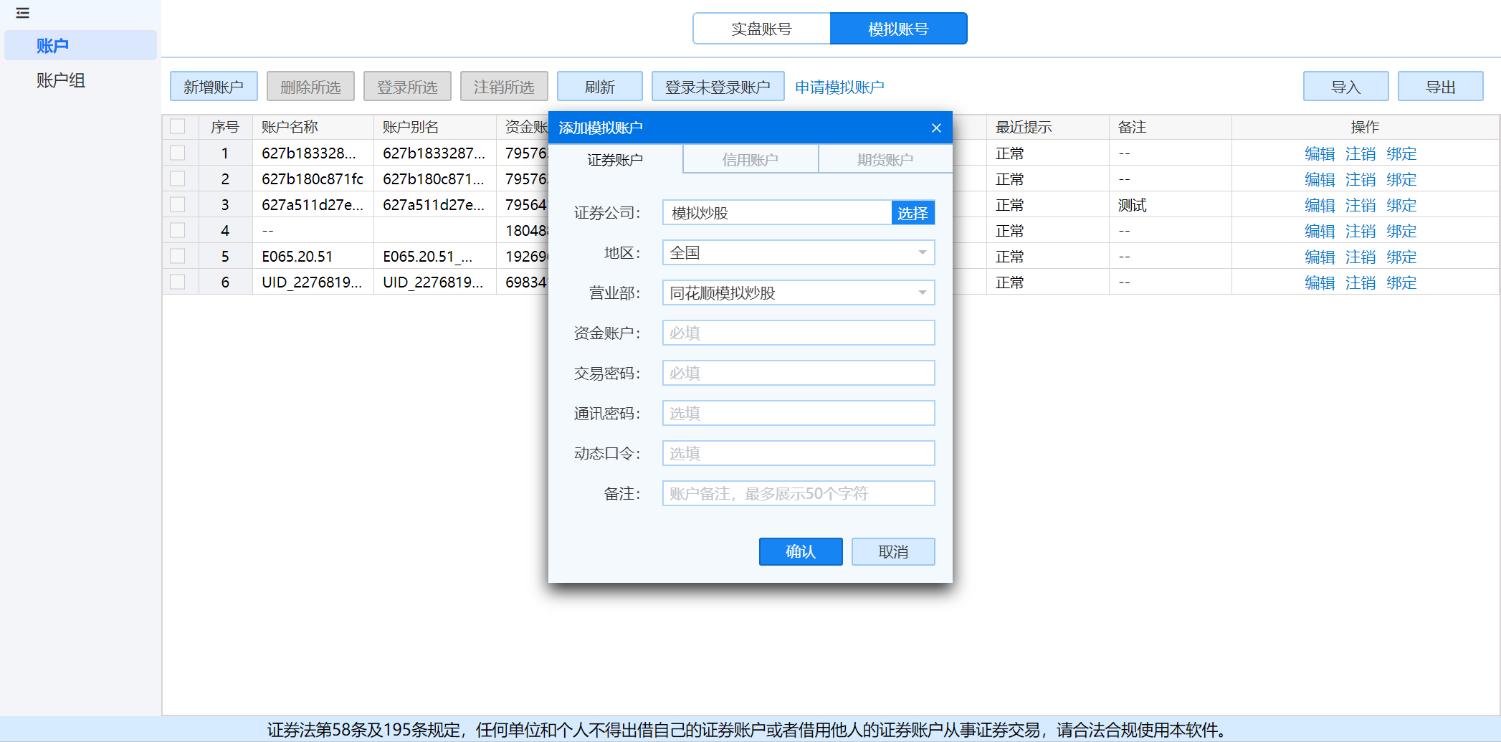 实盘账号 模拟账号
账户
账户组
新增账户 删除所选 登录所选 注销所选 刷新 登录未登录账户 申请模拟账户 导入 导出
序号 账户名称 账户别名 资金账 最近提示 备注 操作
1 627b183328... 627b1833287... 79576 正常 -- 编辑 注销 绑定
2 627b180c871fc 627b180c871... 79576 正常 -- 编辑 注销 绑定
3 627a511d27e... 627a511d27e... 79564 正常 测试 编辑 注销 绑定
4 -- 18048 正常 -- 编辑 注销 绑定
5 E065.20.51 E065.20.51_... 19269 正常 -- 编辑 注销 绑定
6 UID_2276819... UID_2276819... 69834 正常 -- 编辑 注销 绑定
添加模拟账户 ×
证券账户 信用账户 期货账户
证券公司： 模拟炒股 选择
地区： 全国
营业部： 同花顺模拟炒股
资金账户： 必填
交易密码： 必填
通讯密码： 选填
动态口令： 选填
备注： 账户备注，最多展示50个字符
确认 取消
证券法第58条及195条规定，任何单位和个人不得出借自己的证券账户或者借用他人的证券账户从事证券交易，请合法合规使用本软件。